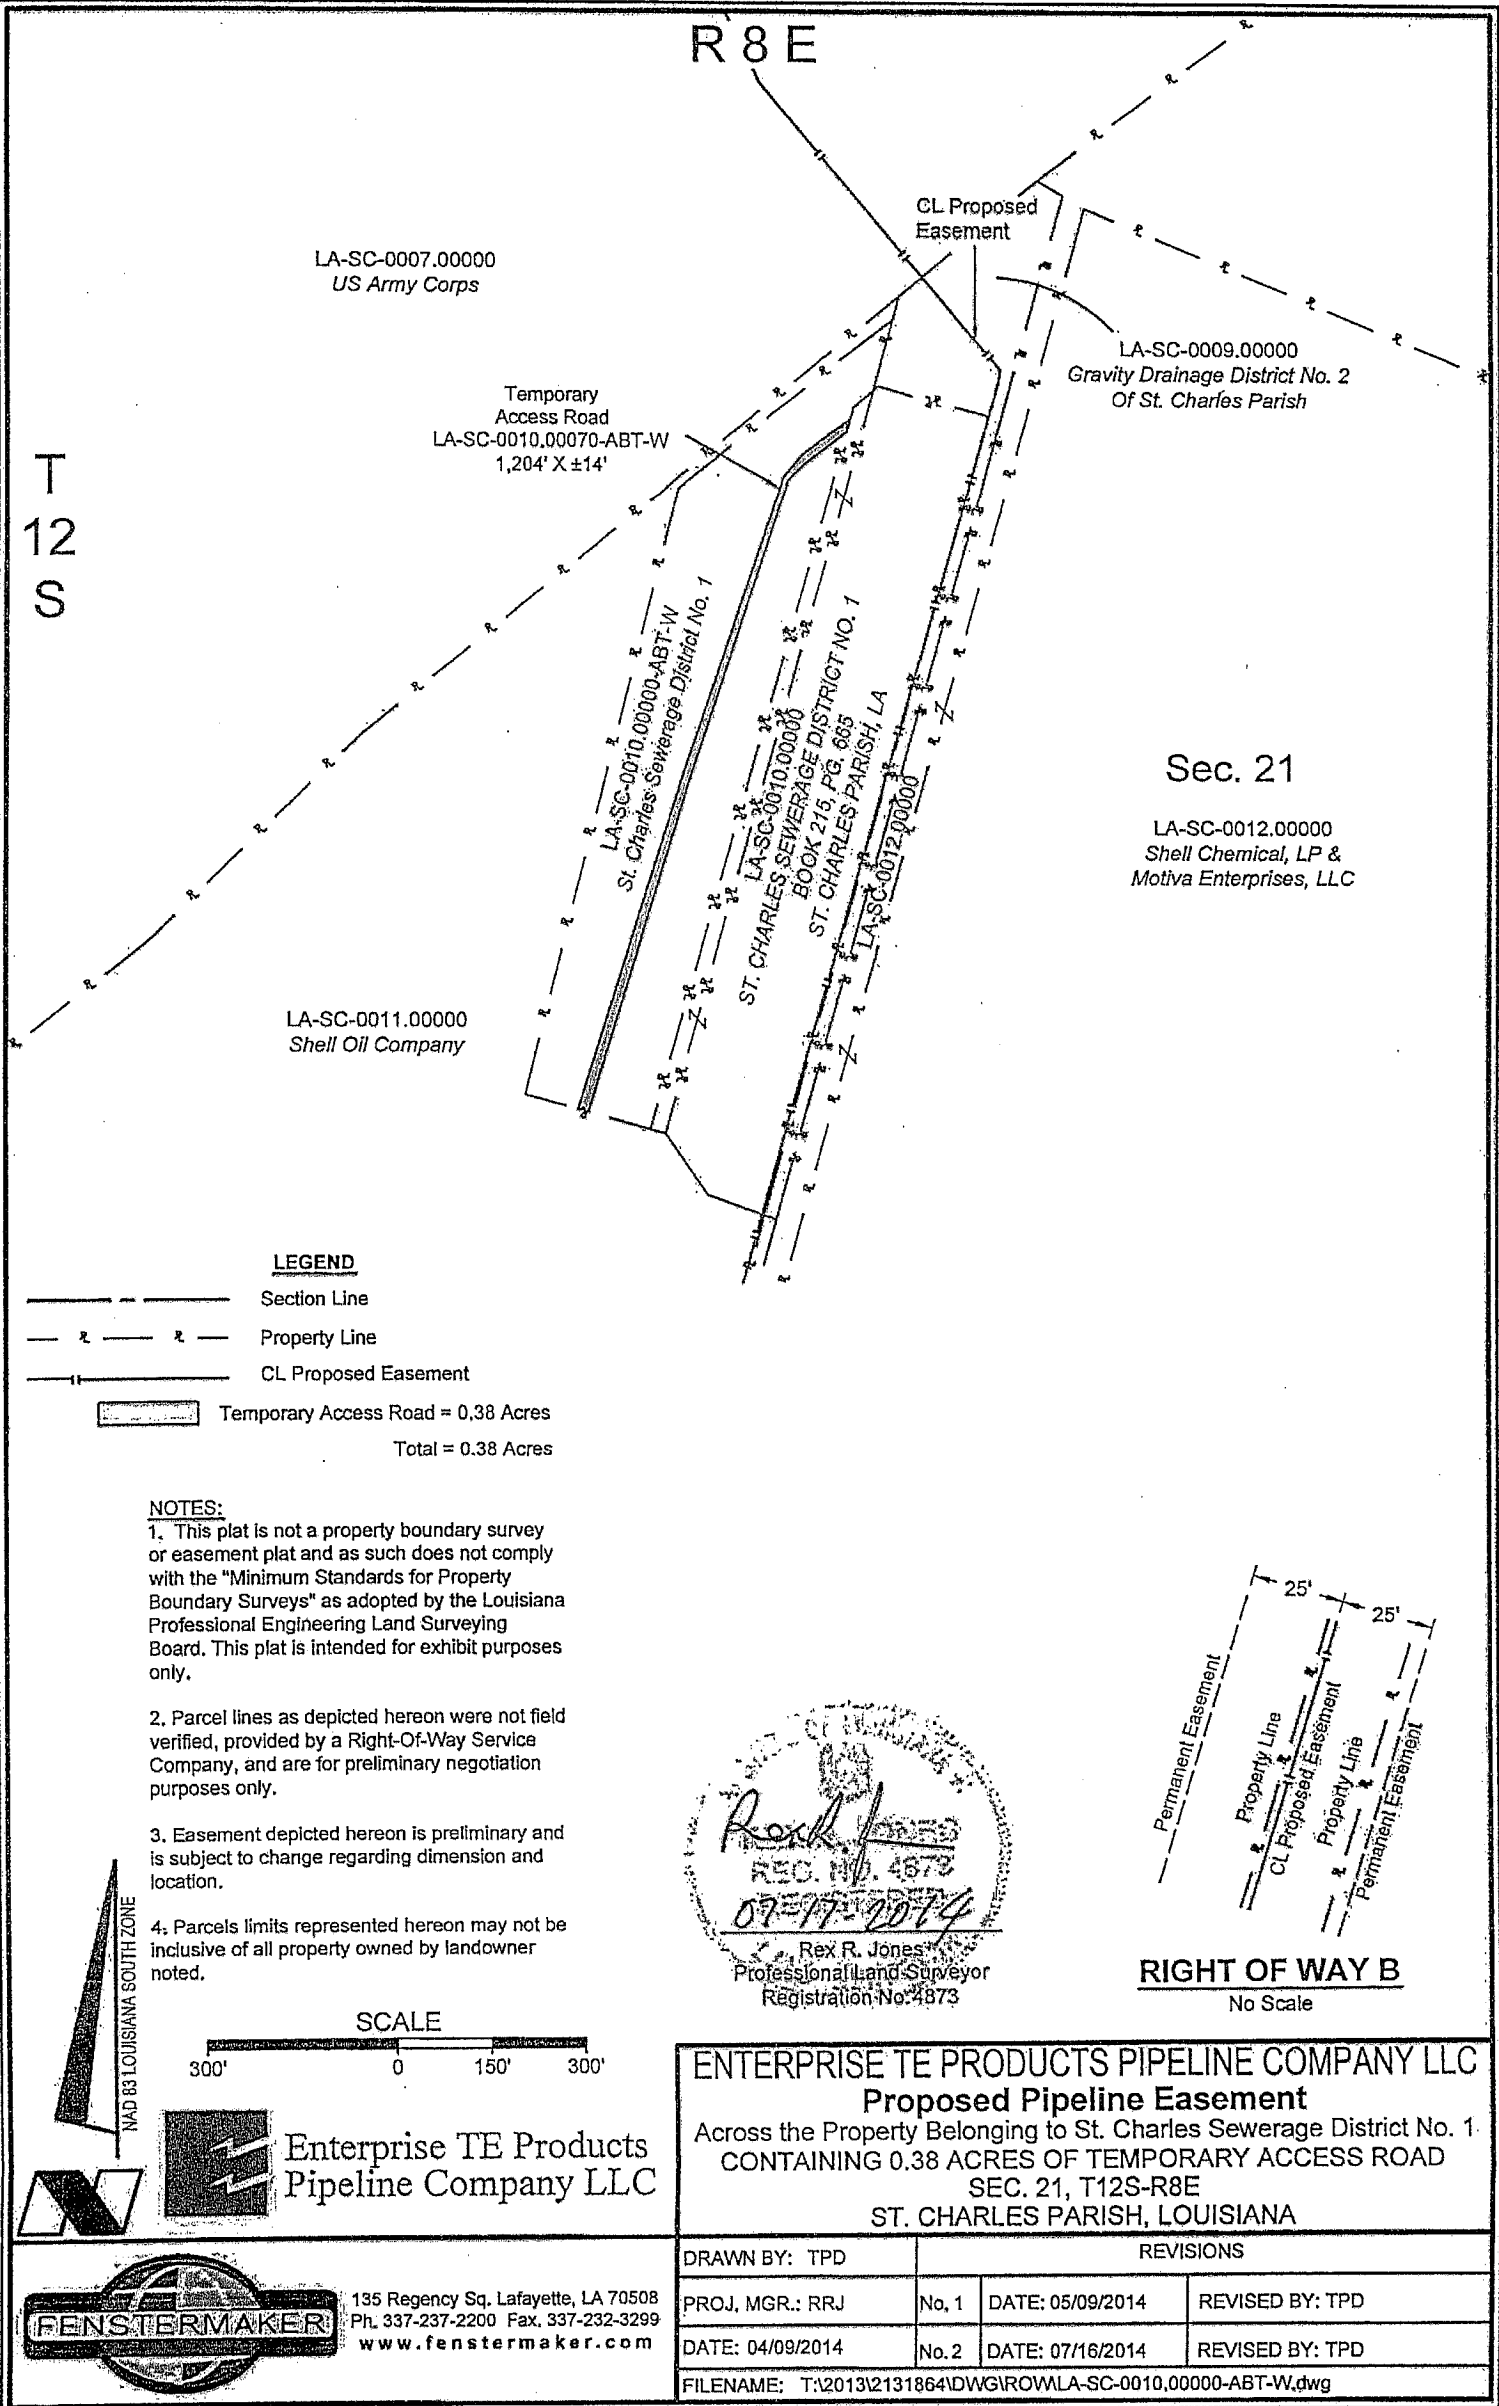 R 8 E
CL Proposed
Easement
LA-SC-0007.00000
US Army Corps
LA-SC-0009.00000
Gravity Drainage District No. 2
Of St. Charles Parish
Temporary
Access Road
LA-SC-0010.00070-ABT-W
1,204' X ±14'
T
12
S
LA-SC-0010.00000-ABT-W
St. Charles Sewerage District No. 1
LA-SC-0010.00000
ST. CHARLES SEWERAGE DISTRICT NO. 1
BOOK 215, PG. 665
ST. CHARLES PARISH, LA
LA-SC-0012.00000
Sec. 21
LA-SC-0012.00000
Shell Chemical, LP &
Motiva Enterprises, LLC
LA-SC-0011.00000
Shell Oil Company
LEGEND
Section Line
Property Line
CL Proposed Easement
Temporary Access Road = 0.38 Acres
Total = 0.38 Acres
NOTES:
1. This plat is not a property boundary survey
or easement plat and as such does not comply
with the "Minimum Standards for Property
Boundary Surveys" as adopted by the Louisiana
Professional Engineering Land Surveying
Board. This plat is intended for exhibit purposes
only.
2. Parcel lines as depicted hereon were not field
verified, provided by a Right-Of-Way Service
Company, and are for preliminary negotiation
purposes only.
3. Easement depicted hereon is preliminary and
is subject to change regarding dimension and
location.
4. Parcels limits represented hereon may not be
inclusive of all property owned by landowner
noted.
NAD 83 LOUISIANA SOUTH ZONE
SCALE
300' 0 150' 300'
REG. NO. 4873
07-17-2014
Rex R. Jones
Professional Land Surveyor
Registration No. 4873
25' 25'
Permanent Easement
Property Line
CL Proposed Easement
Property Line
Permanent Easement
RIGHT OF WAY B
No Scale
Enterprise TE Products
Pipeline Company LLC
ENTERPRISE TE PRODUCTS PIPELINE COMPANY LLC
Proposed Pipeline Easement
Across the Property Belonging to St. Charles Sewerage District No. 1
CONTAINING 0.38 ACRES OF TEMPORARY ACCESS ROAD
SEC. 21, T12S-R8E
ST. CHARLES PARISH, LOUISIANA
FENSTERMAKER
135 Regency Sq. Lafayette, LA 70508
Ph. 337-237-2200 Fax. 337-232-3299
www.fenstermaker.com
DRAWN BY: TPD REVISIONS
PROJ. MGR.: RRJ No. 1 DATE: 05/09/2014 REVISED BY: TPD
DATE: 04/09/2014 No. 2 DATE: 07/16/2014 REVISED BY: TPD
FILENAME: T:\2013\2131864\DWG\ROW\LA-SC-0010.00000-ABT-W.dwg